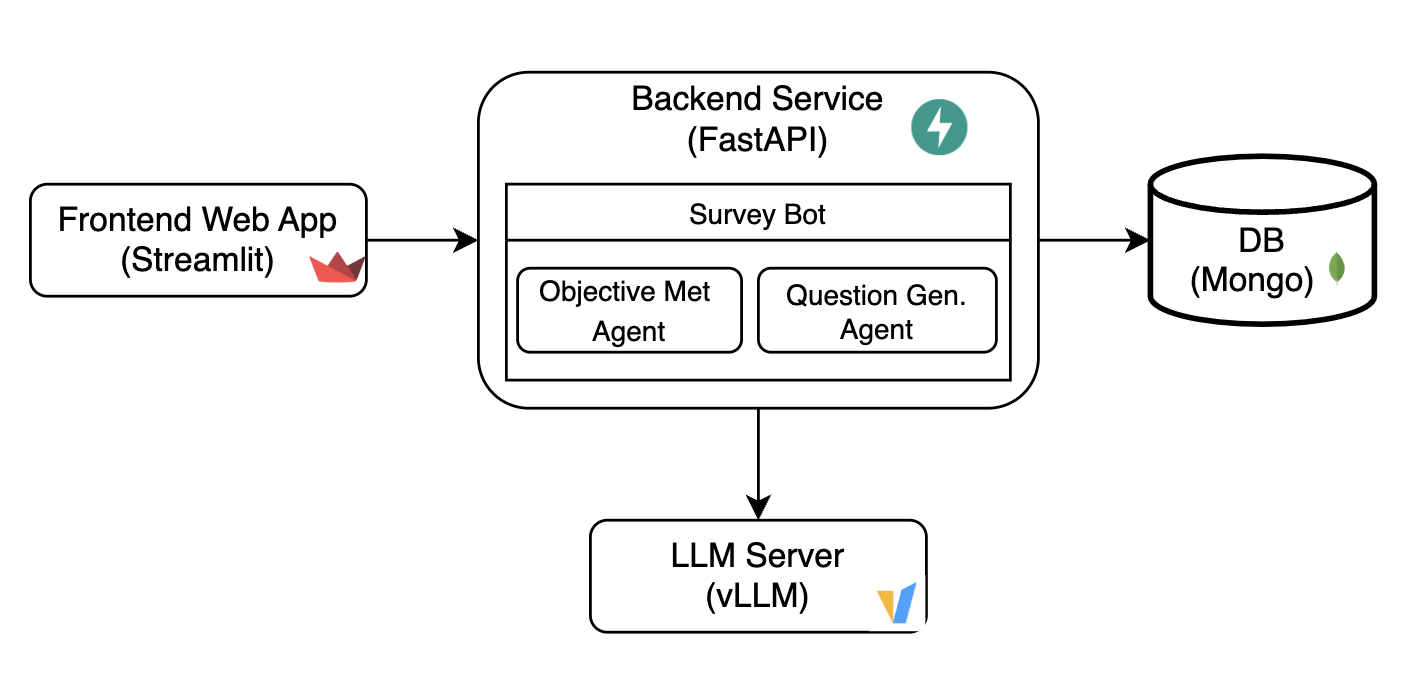 Backend Service
(FastAPI)
Frontend Web App
(Streamlit)
Survey Bot
Objective Met
Agent
Question Gen.
Agent
DB
(Mongo)
LLM Server
(vLLM)